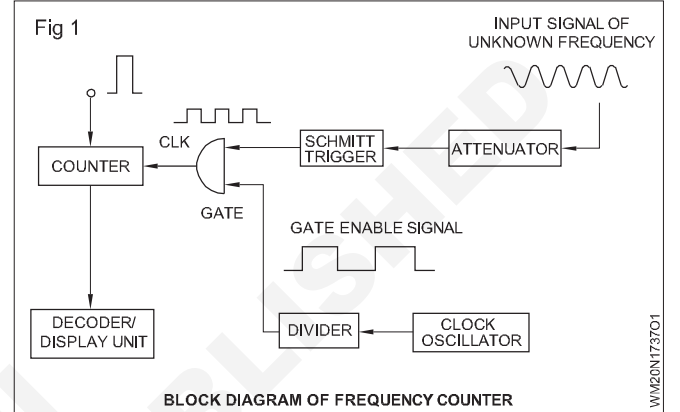 Fig 1
INPUT SIGNAL OF
UNKNOWN FREQUENCY
CLK
SCHMITT
TRIGGER
ATTENUATOR
COUNTER
GATE
GATE ENABLE SIGNAL
DECODER/
DISPLAY UNIT
DIVIDER
CLOCK
OSCILLATOR
BLOCK DIAGRAM OF FREQUENCY COUNTER
WM20N1737O1